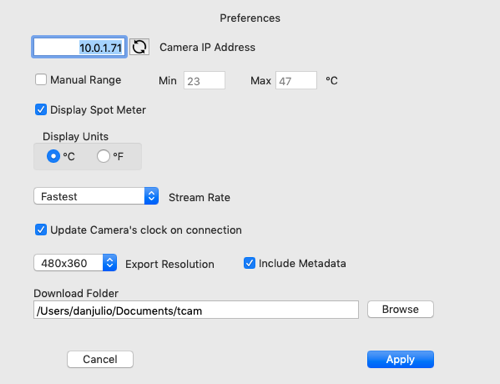 Preferences
10.0.1.71 Camera IP Address
Manual Range Min 23 Max 47 °C
Display Spot Meter
Display Units
°C °F
Fastest Stream Rate
Update Camera's clock on connection
480x360 Export Resolution Include Metadata
Download Folder
/Users/danjulio/Documents/tcam Browse
Cancel Apply